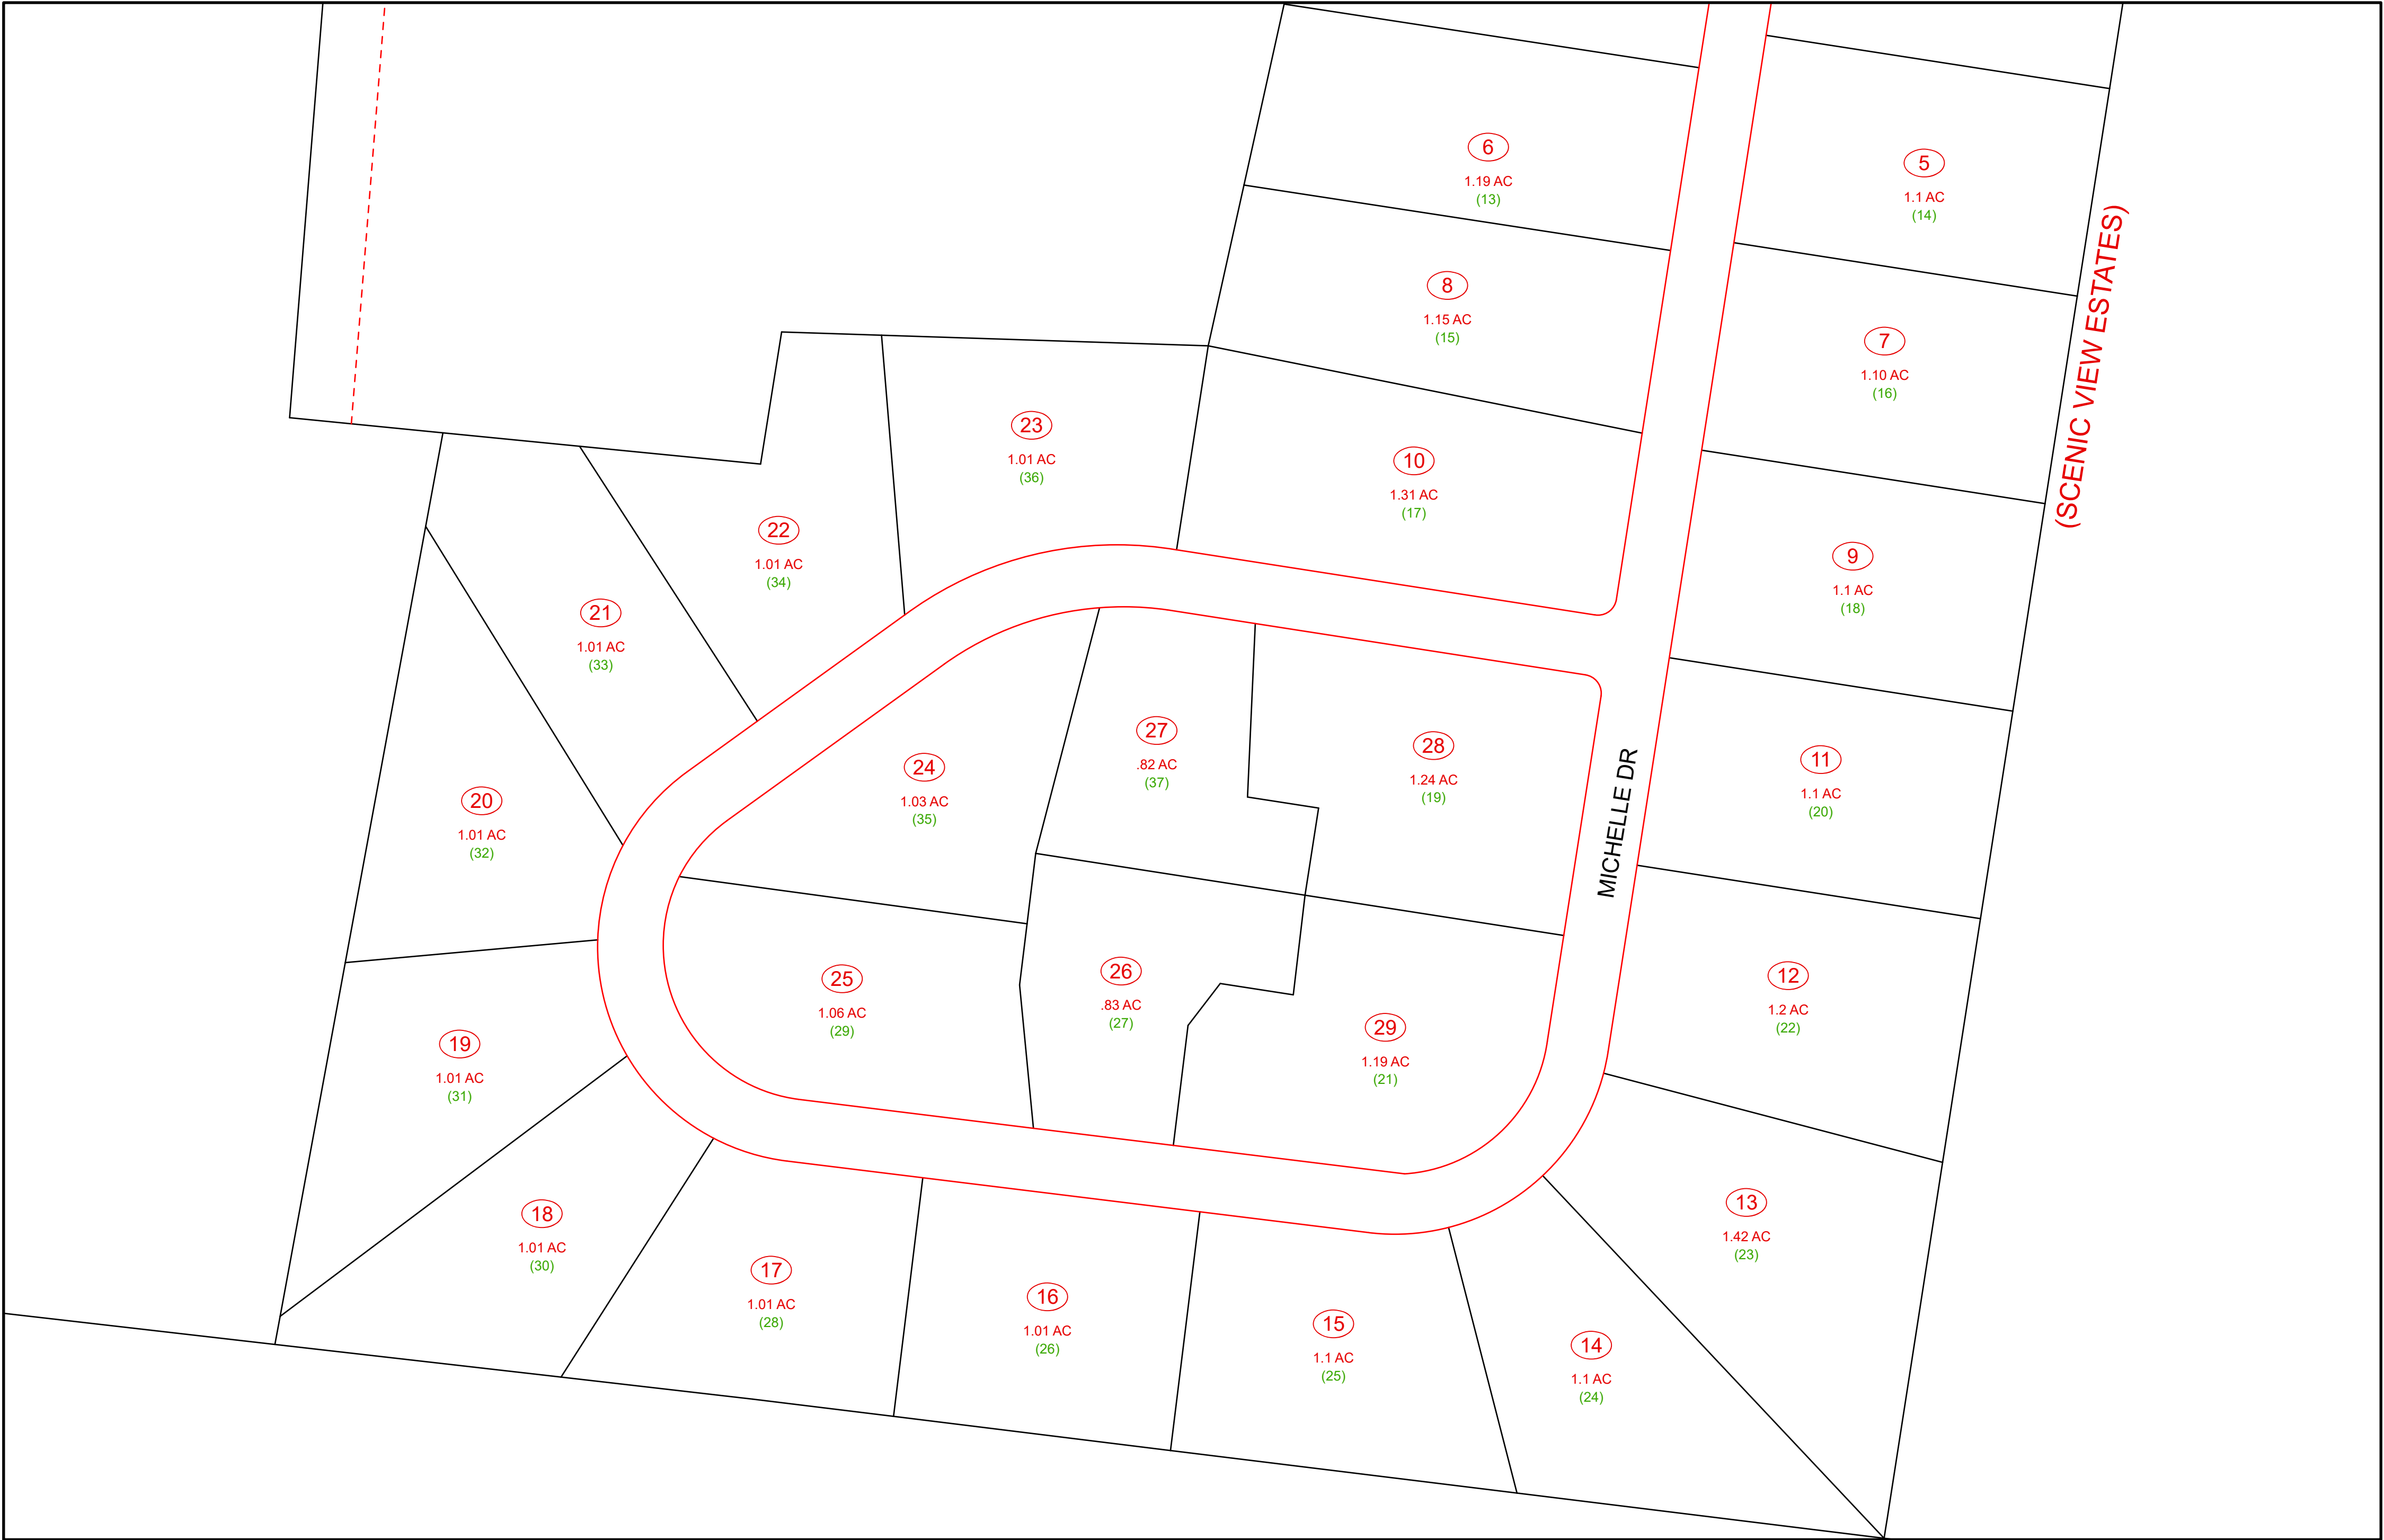 6
1.19 AC
(13)
5
1.1 AC
(14)
(SCENIC VIEW ESTATES)
8
1.15 AC
(15)
7
1.10 AC
(16)
23
1.01 AC
(36)
10
1.31 AC
(17)
22
1.01 AC
(34)
9
1.1 AC
(18)
21
1.01 AC
(33)
27
.82 AC
(37)
28
1.24 AC
(19)
24
1.03 AC
(35)
MICHELLE DR
11
1.1 AC
(20)
20
1.01 AC
(32)
25
1.06 AC
(29)
26
.83 AC
(27)
12
1.2 AC
(22)
29
1.19 AC
(21)
19
1.01 AC
(31)
18
1.01 AC
(30)
13
1.42 AC
(23)
17
1.01 AC
(28)
16
1.01 AC
(26)
15
1.1 AC
(25)
14
1.1 AC
(24)